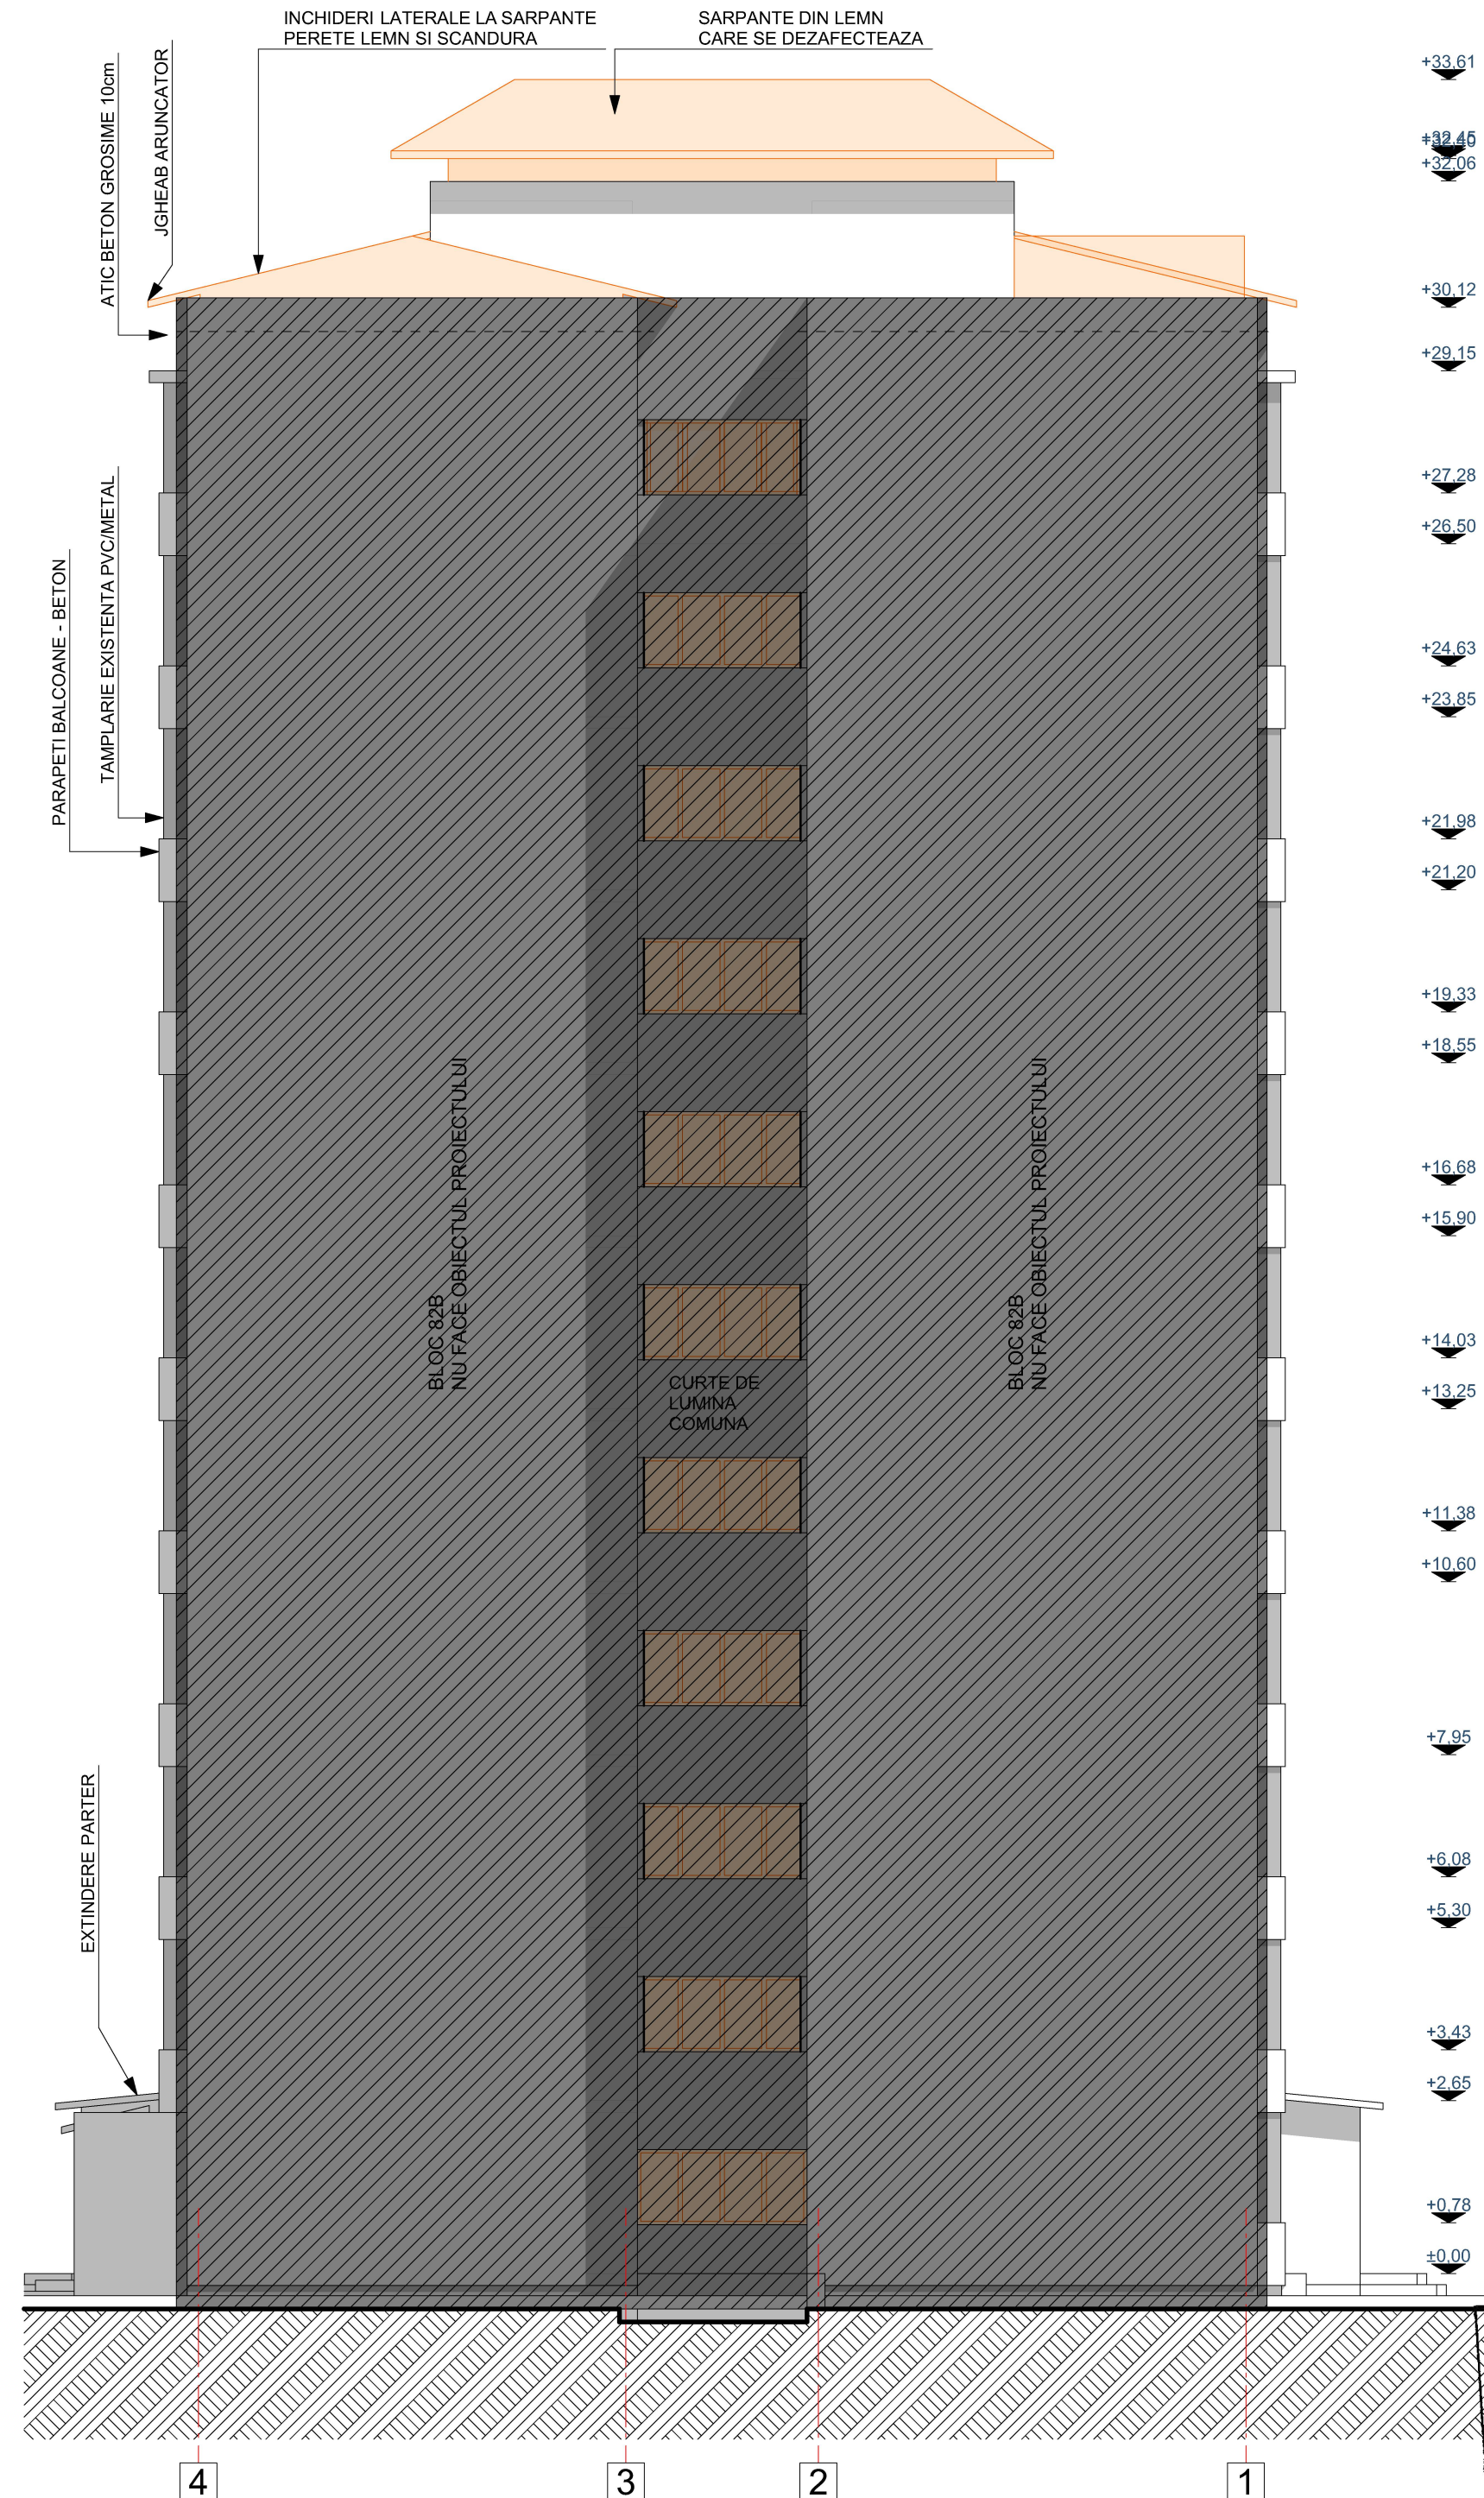 INCHIDERI LATERALE LA SARPANTE
PERETE LEMN SI SCANDURA
SARPANTE DIN LEMN
CARE SE DEZAFECTEAZA
ATIC BETON GROSIME 10cm
JGHEAB ARUNCATOR
PARAPETI BALCOANE - BETON
TAMPLARIE EXISTENTA PVC/METAL
EXTINDERE PARTER
BLOC 82B
NU FACE OBIECTUL PROIECTULUI
CURTE DE
LUMINA
COMUNA
BLOC 82B
NU FACE OBIECTUL PROIECTULUI
+33,61
+32,45
+32,40
+32,06
+30,12
+29,15
+27,28
+26,50
+24,63
+23,85
+21,98
+21,20
+19,33
+18,55
+16,68
+15,90
+14,03
+13,25
+11,38
+10,60
+7,95
+6,08
+5,30
+3,43
+2,65
+0,78
±0,00
4
3
2
1